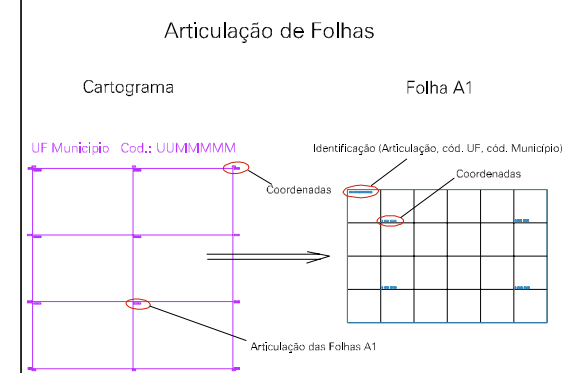 Articulação de Folhas
Cartograma
Folha A1
UF Municipio Cod.: UUMMMMM
Identificação (Articulação, cód. UF, cód. Município)
Coordenadas
Coordenadas
Articulação das Folhas A1